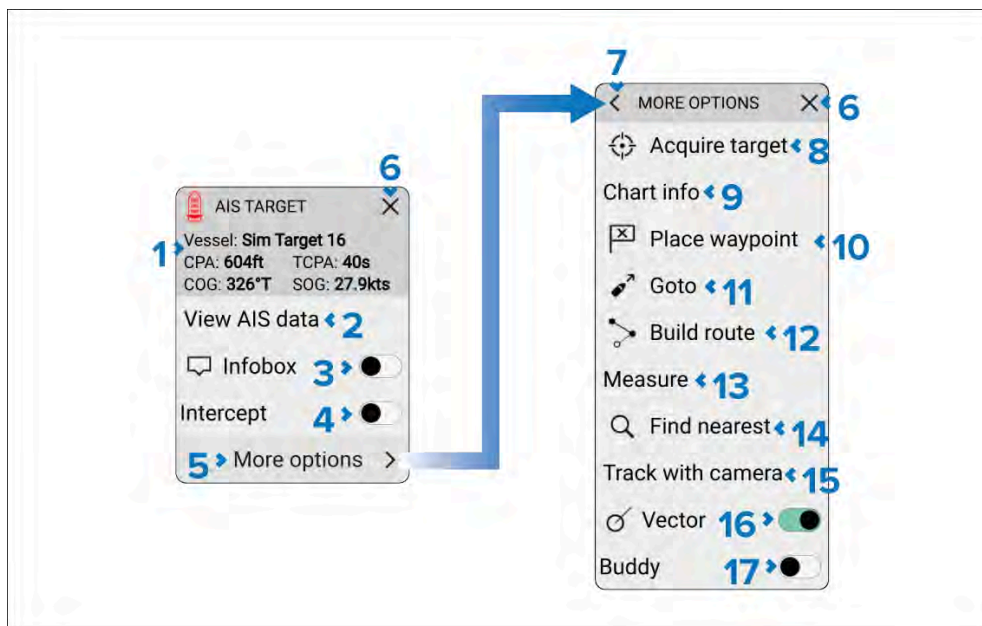 6
AIS TARGET
1 Vessel: Sim Target 16
CPA: 604ft TCPA: 40s
COG: 326°T SOG: 27.9kts
View AIS data 2
Infobox 3
Intercept 4
5 More options
7
MORE OPTIONS 6
Acquire target 8
Chart info 9
Place waypoint 10
Goto 11
Build route 12
Measure 13
Find nearest 14
Track with camera 15
Vector 16
Buddy 17